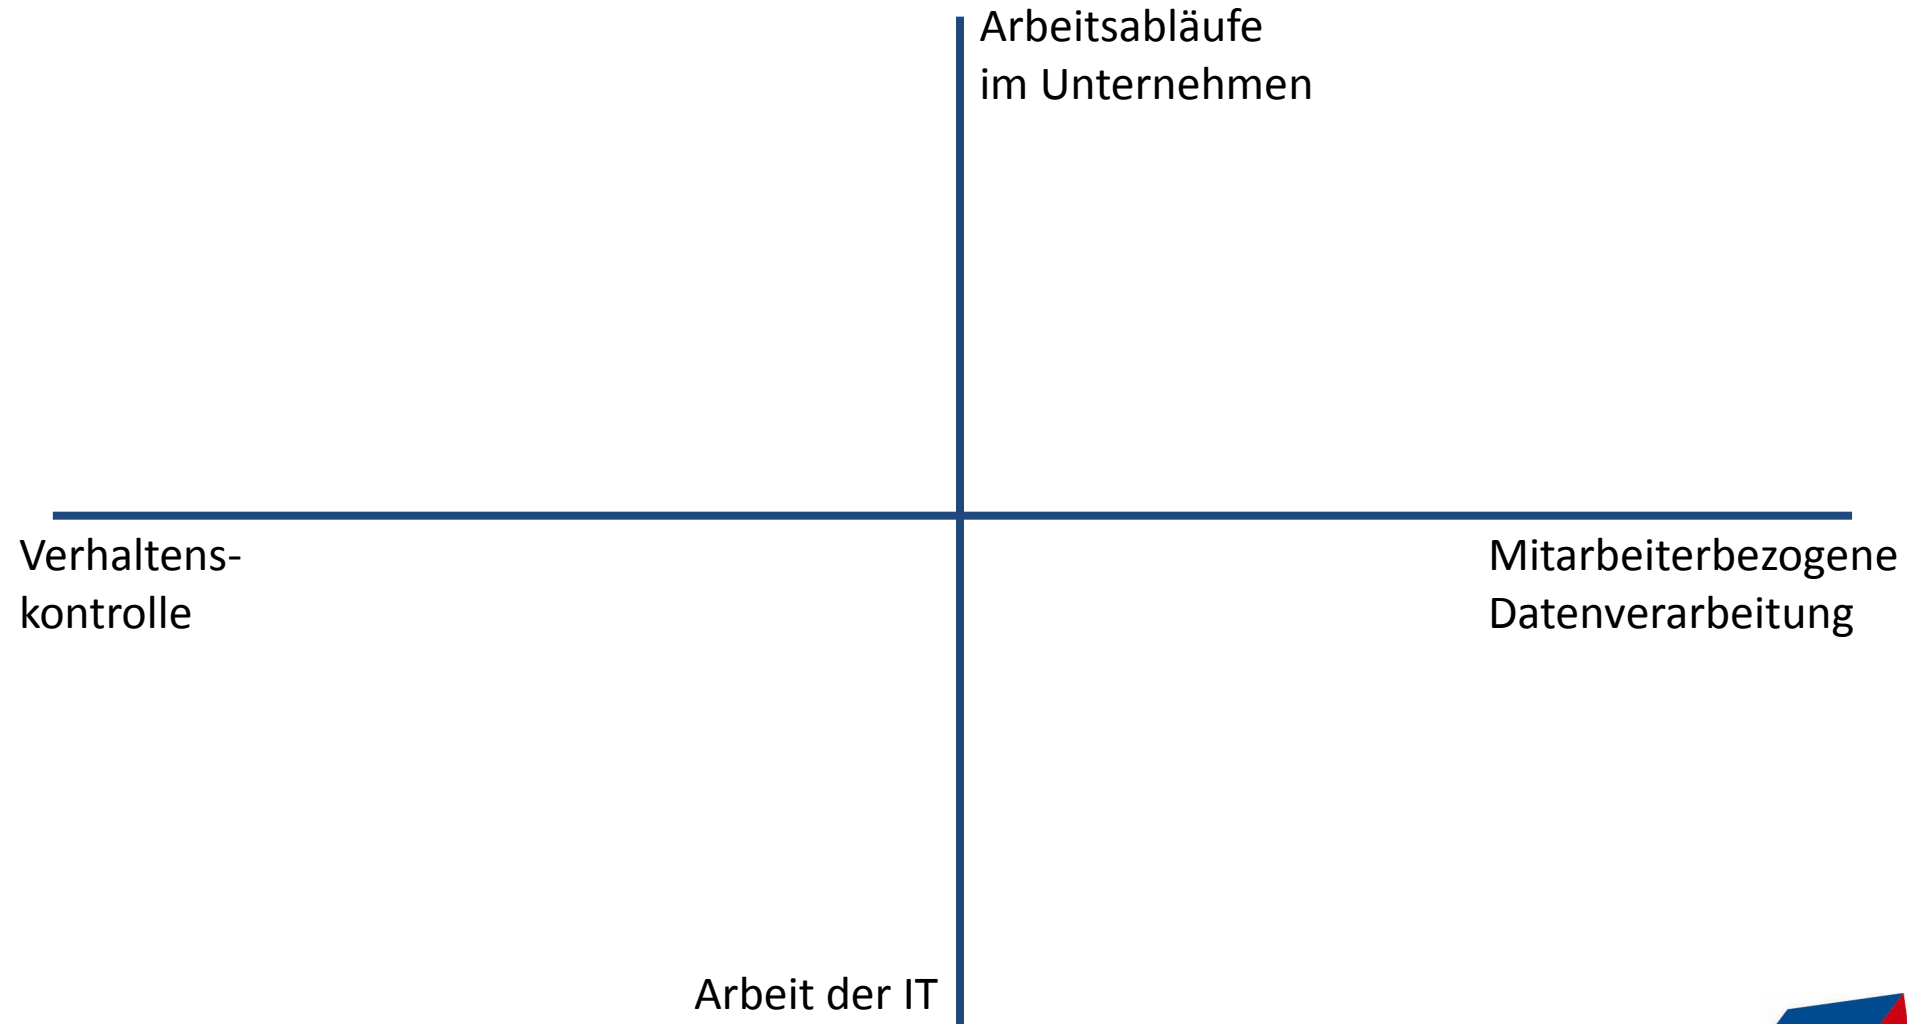 Arbeitsabläufe
im Unternehmen
Verhaltens-
kontrolle
Mitarbeiterbezogene
Datenverarbeitung
Arbeit der IT